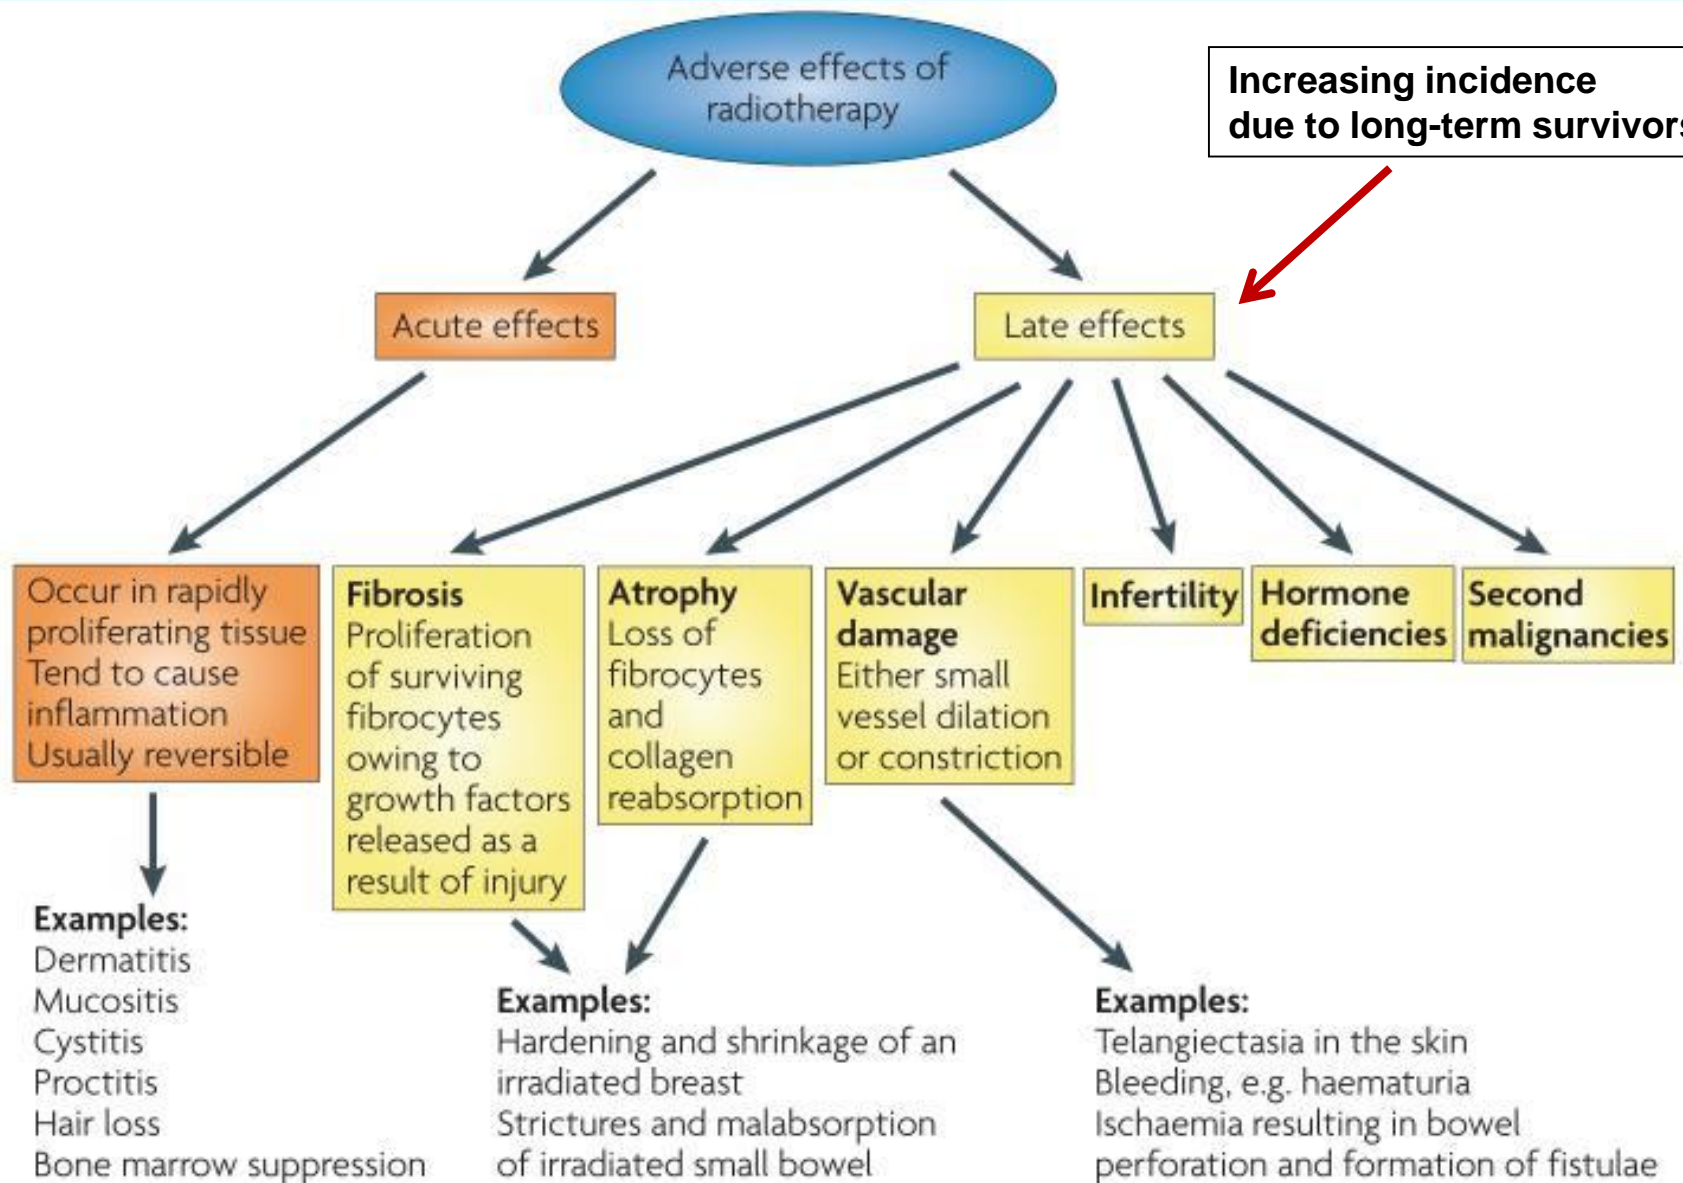 Adverse effects of
radiotherapy
Increasing incidence
due to long-term survivors
Acute effects
Late effects
Occur in rapidly
proliferating tissue
Tend to cause
inflammation
Usually reversible
Fibrosis
Proliferation
of surviving
fibrocytes
owing to
growth factors
released as a
result of injury
Atrophy
Loss of
fibrocytes
and
collagen
reabsorption
Vascular
damage
Either small
vessel dilation
or constriction
Infertility
Hormone
deficiencies
Second
malignancies
Examples:
Dermatitis
Mucositis
Cystitis
Proctitis
Hair loss
Bone marrow suppression
Examples:
Hardening and shrinkage of an
irradiated breast
Strictures and malabsorption
of irradiated small bowel
Examples:
Telangiectasia in the skin
Bleeding, e.g. haematuria
Ischaemia resulting in bowel
perforation and formation of fistulae